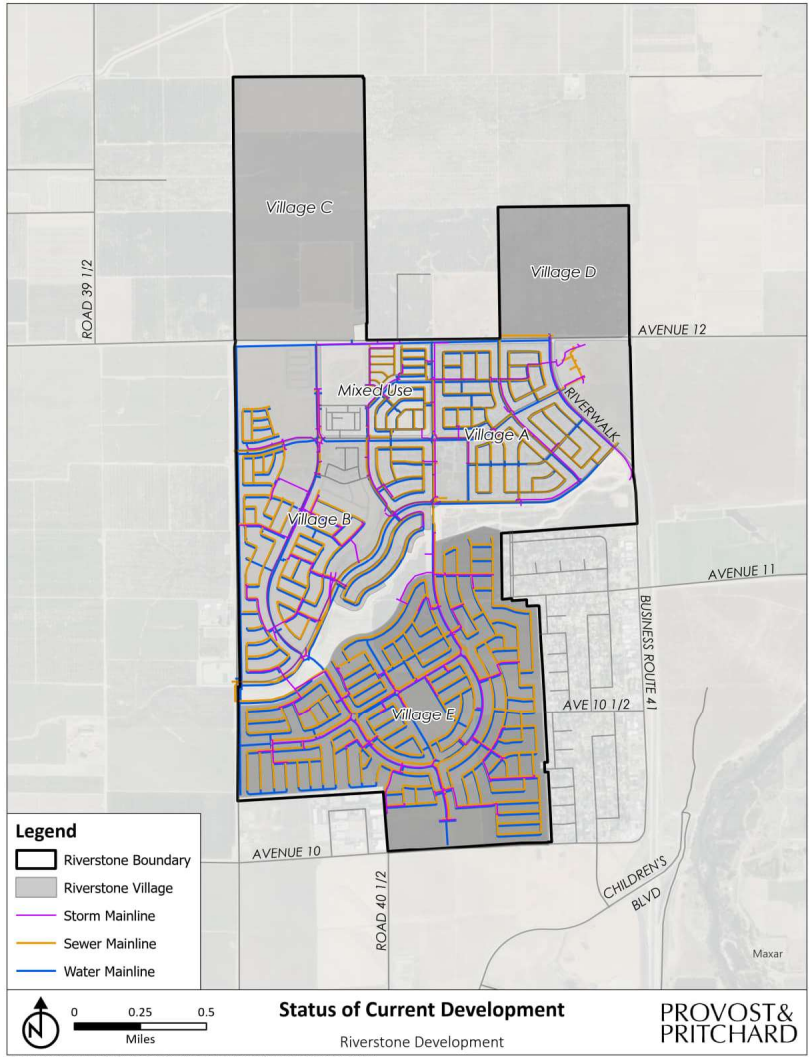 Village C
Village D
ROAD 39 1/2
AVENUE 12
Mixed Use
RIVERWALK
Village A
Village B
AVENUE 11
BUSINESS ROUTE 41
AVE 10 1/2
Village E
Legend
Riverstone Boundary
Riverstone Village
Storm Mainline
Sewer Mainline
Water Mainline
AVENUE 10
ROAD 40 1/2
CHILDREN'S
BLVD
Maxar
N
0 0.25 0.5
Miles
Status of Current Development
Riverstone Development
PROVOST&
PRITCHARD